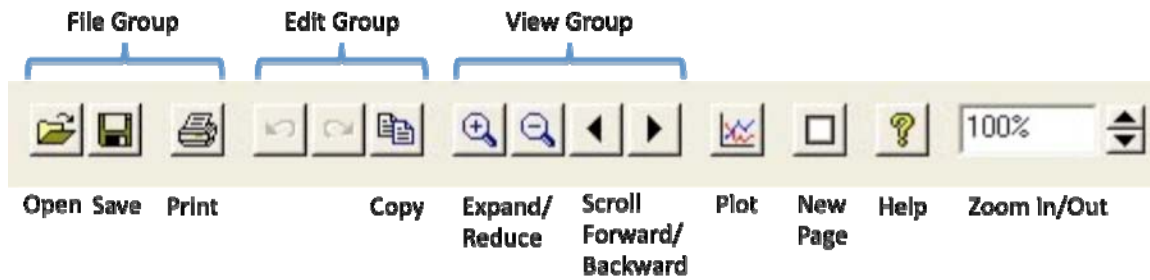 File Group Edit Group View Group
100%
Open Save Print Copy Expand/ Scroll Plot New Help Zoom In/Out
Reduce Forward/ Page
Backward